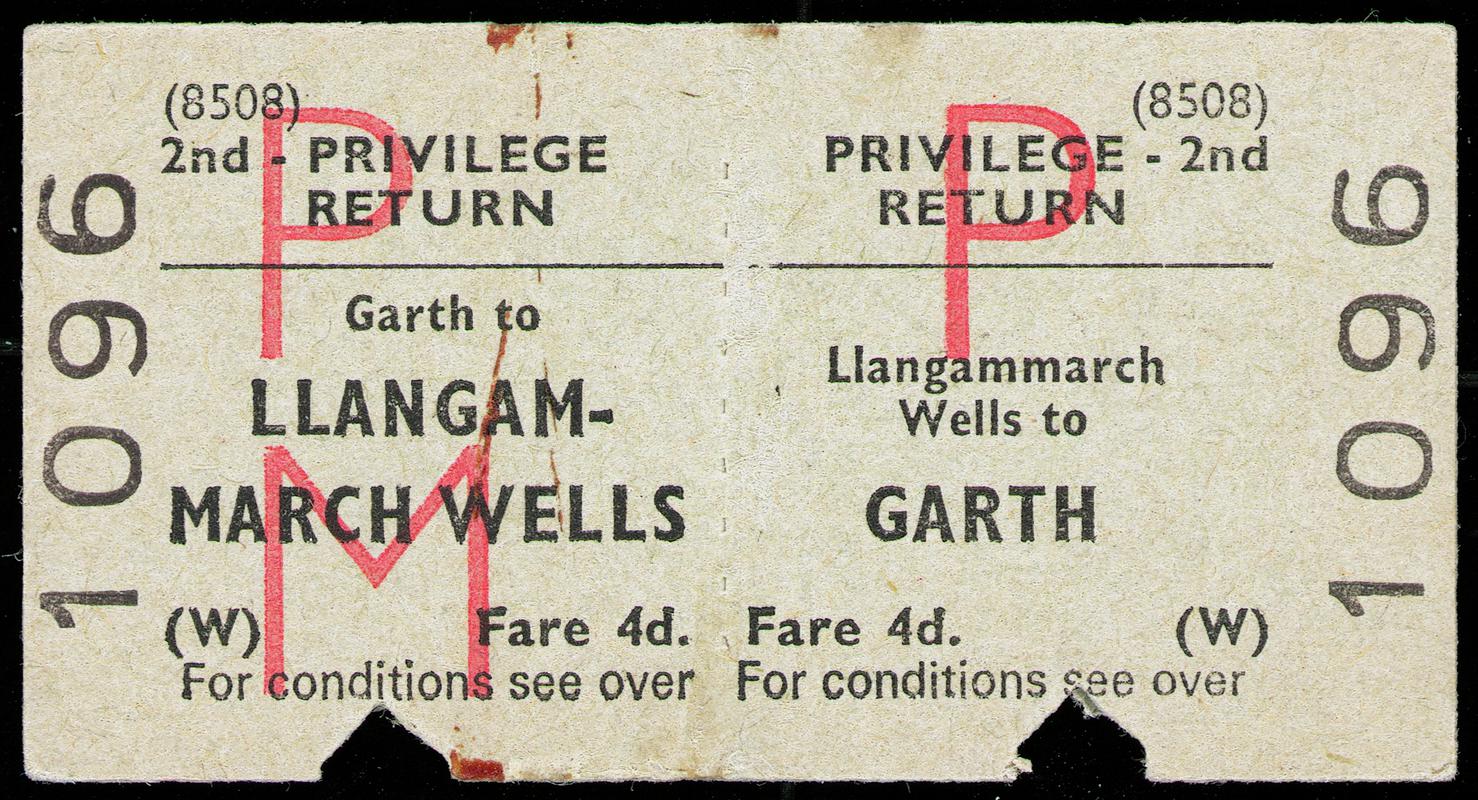 1096
(8508)
2nd - PRIVILEGE
RETURN
P
Garth to
LLANGAM-
MARCH WELLS
M
(W) Fare 4d.
For conditions see over
(8508)
PRIVILEGE - 2nd
RETURN
P
Llangammarch
Wells to
GARTH
Fare 4d. (W)
For conditions see over
1096